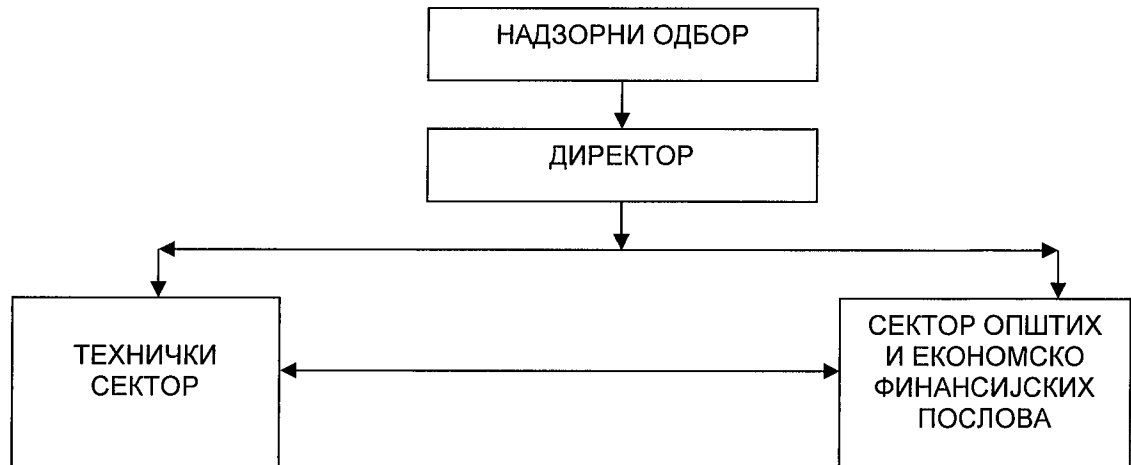 НАДЗОРНИ ОДБОР
ДИРЕКТОР
ТЕХНИЧКИ
СЕКТОР
СЕКТОР ОПШТИХ
И ЕКОНОМСКО
ФИНАНСИЈСКИХ
ПОСЛОВА